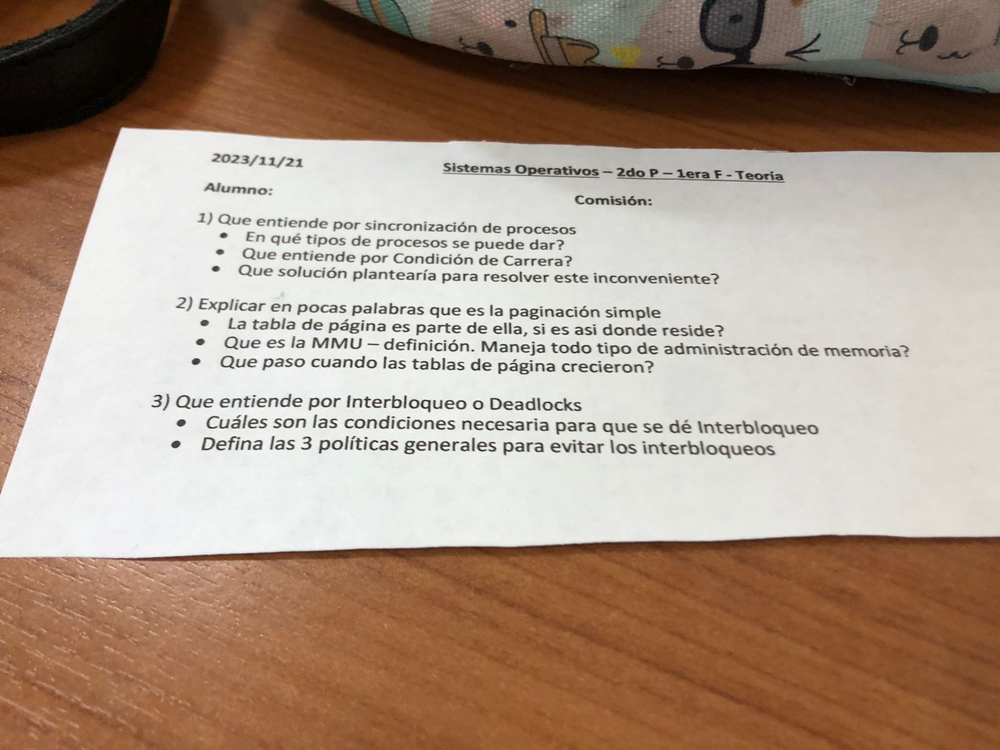 2023/11/21
Sistemas Operativos – 2do P – 1era F - Teoría
Alumno:
Comisión:
1) Que entiende por sincronización de procesos
• En qué tipos de procesos se puede dar?
• Que entiende por Condición de Carrera?
• Que solución plantearía para resolver este inconveniente?
2) Explicar en pocas palabras que es la paginación simple
• La tabla de página es parte de ella, si es asi donde reside?
• Que es la MMU – definición. Maneja todo tipo de administración de memoria?
• Que paso cuando las tablas de página crecieron?
3) Que entiende por Interbloqueo o Deadlocks
• Cuáles son las condiciones necesaria para que se dé Interbloqueo
• Defina las 3 políticas generales para evitar los interbloqueos